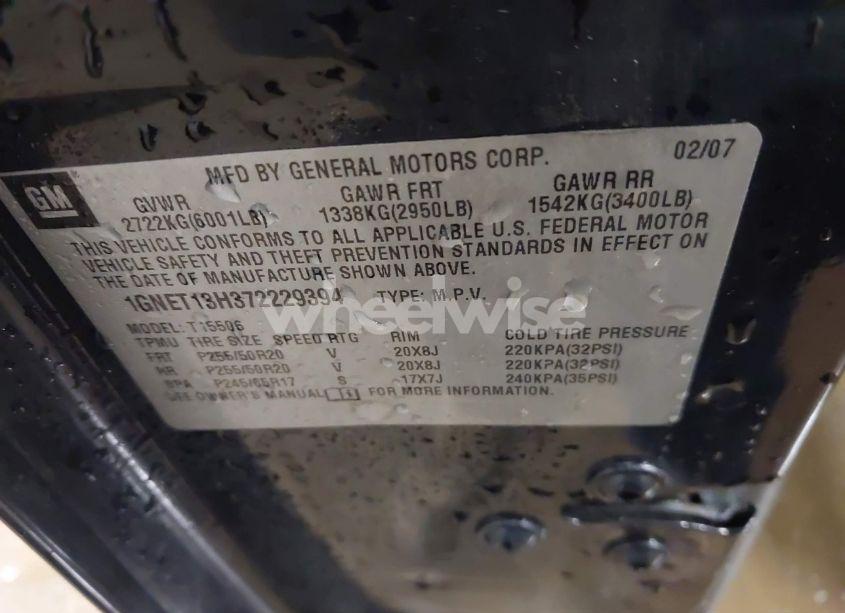 MFD BY GENERAL MOTORS CORP. 02/07
GM
GVWR GAWR FRT GAWR RR
2722KG(6001LB) 1338KG(2950LB) 1542KG(3400LB)
THIS VEHICLE CONFORMS TO ALL APPLICABLE U.S. FEDERAL MOTOR
VEHICLE SAFETY AND THEFT PREVENTION STANDARDS IN EFFECT ON
THE DATE OF MANUFACTURE SHOWN ABOVE.
1GNET13H372229394 TYPE: M.P.V.
wheelwise
MODEL: T15506
TPMU TIRE SIZE SPEED RTG RIM COLD TIRE PRESSURE
FRT P255/50R20 V 20X8J 220KPA(32PSI)
RR P255/50R20 V 20X8J 220KPA(32PSI)
SPA P245/65R17 S 17X7J 240KPA(35PSI)
SEE OWNER'S MANUAL FOR MORE INFORMATION.